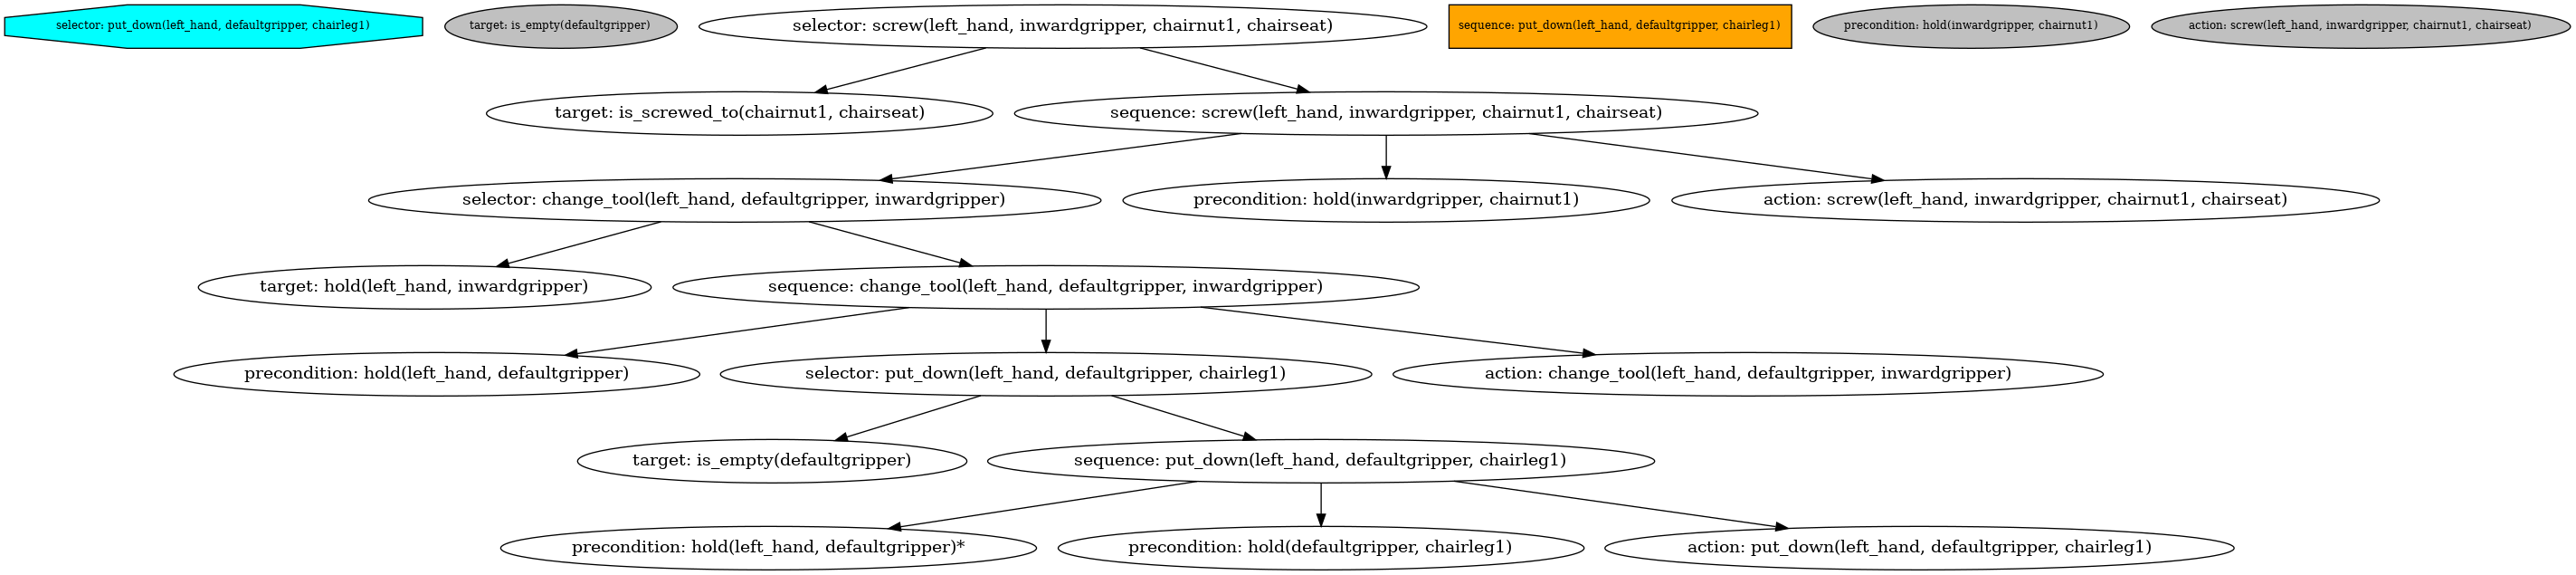 selector: put_down(left_hand, defaultgripper, chairleg1)
target: is_empty(defaultgripper)
selector: screw(left_hand, inwardgripper, chairnut1, chairseat)
sequence: put_down(left_hand, defaultgripper, chairleg1)
precondition: hold(inwardgripper, chairnut1)
action: screw(left_hand, inwardgripper, chairnut1, chairseat)
target: is_screwed_to(chairnut1, chairseat)
sequence: screw(left_hand, inwardgripper, chairnut1, chairseat)
selector: change_tool(left_hand, defaultgripper, inwardgripper)
precondition: hold(inwardgripper, chairnut1)
action: screw(left_hand, inwardgripper, chairnut1, chairseat)
target: hold(left_hand, inwardgripper)
sequence: change_tool(left_hand, defaultgripper, inwardgripper)
precondition: hold(left_hand, defaultgripper)
selector: put_down(left_hand, defaultgripper, chairleg1)
action: change_tool(left_hand, defaultgripper, inwardgripper)
target: is_empty(defaultgripper)
sequence: put_down(left_hand, defaultgripper, chairleg1)
precondition: hold(left_hand, defaultgripper)*
precondition: hold(defaultgripper, chairleg1)
action: put_down(left_hand, defaultgripper, chairleg1)